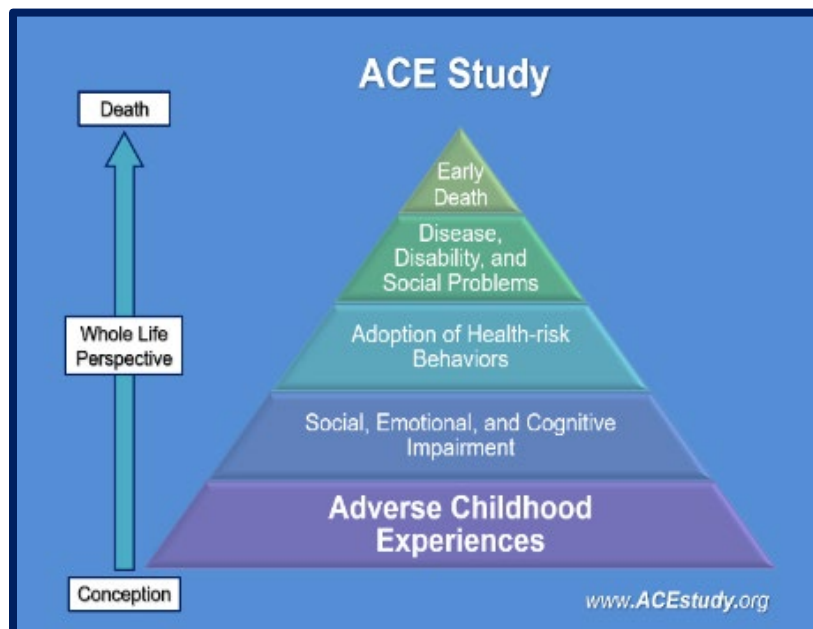 ACE Study
Death
Whole Life
Perspective
Conception
Early
Death
Disease,
Disability, and
Social Problems
Adoption of Health-risk
Behaviors
Social, Emotional, and Cognitive
Impairment
Adverse Childhood
Experiences
www.ACEstudy.org